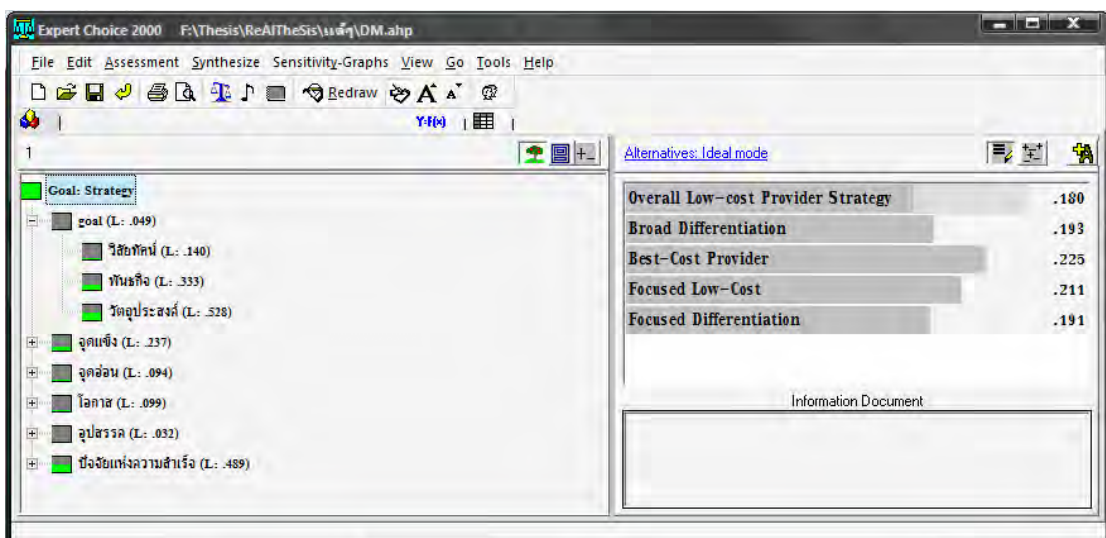 Expert Choice 2000 F:\Thesis\ReAlTheSis\แต๋ๆ\DM.ahp
File Edit Assessment Synthesize Sensitivity-Graphs View Go Tools Help
Redraw
Y=F(x)
1
Alternatives: Ideal mode
Goal: Strategy
goal (L: .049)
วิสัยทัศน์ (L: .140)
พันธกิจ (L: .333)
วัตถุประสงค์ (L: .528)
จุดแข็ง (L: .237)
จุดอ่อน (L: .094)
โอกาส (L: .099)
อุปสรรค (L: .032)
ปัจจัยแห่งความสำเร็จ (L: .489)
Overall Low-cost Provider Strategy .180
Broad Differentiation .193
Best-Cost Provider .225
Focused Low-Cost .211
Focused Differentiation .191
Information Document